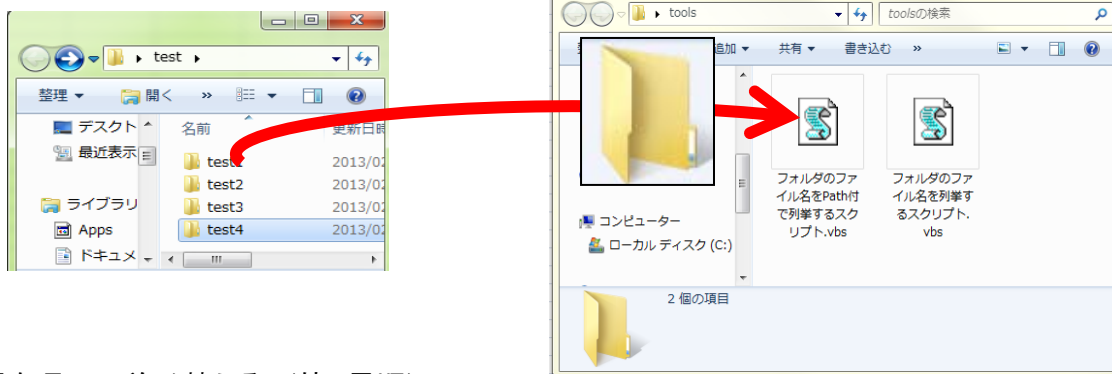 test
整理 ▼ 開く »
デスクト
最近表示
ライブラリ
Apps
ドキュメ
名前
更新日時
test1
2013/02
test2
2013/02
test3
2013/02
test4
2013/02
tools
toolsの検索
追加 ▼ 共有 ▼ 書き込む »
コンピューター
ローカル ディスク (C:)
フォルダのファ
イル名をPath付
で列挙するスク
リプト.vbs
フォルダのファ
イル名を列挙す
るスクリプト.
vbs
2 個の項目